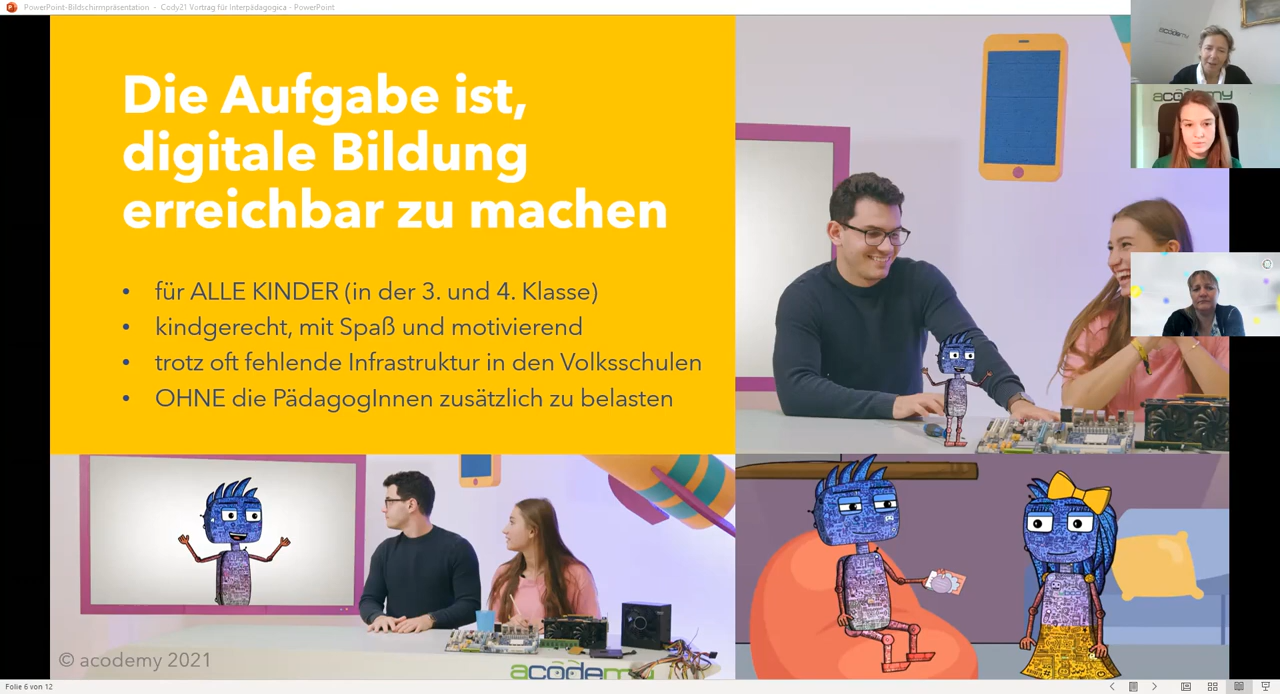 PowerPoint-Bildschirmpräsentation - Cody21 Vortrag für Interpädagogica - PowerPoint
Die Aufgabe ist,
digitale Bildung
erreichbar zu machen
• für ALLE KINDER (in der 3. und 4. Klasse)
• kindgerecht, mit Spaß und motivierend
• trotz oft fehlende Infrastruktur in den Volksschulen
• OHNE die PädagogInnen zusätzlich zu belasten
acodemy
acodemy
© acodemy 2021
acodemy
Folie 6 von 12